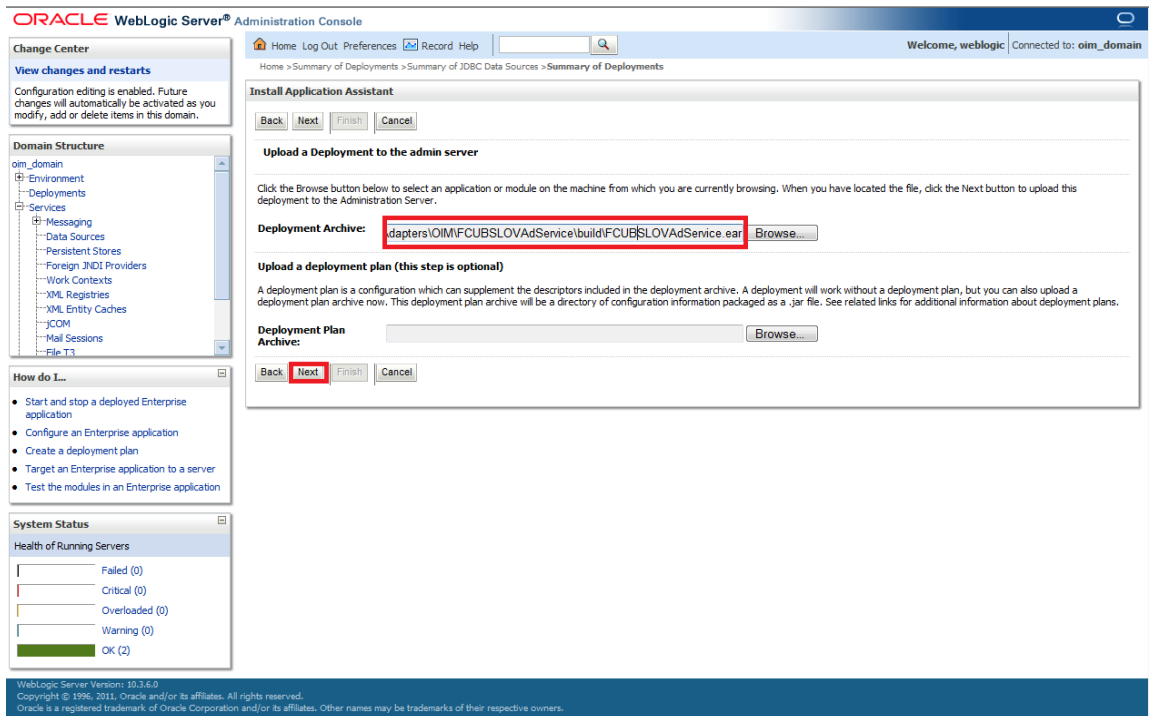 ORACLE WebLogic Server® Administration Console
Change Center
View changes and restarts
Configuration editing is enabled. Future
changes will automatically be activated as you
modify, add or delete items in this domain.
Domain Structure
oim_domain
Environment
Deployments
Services
Messaging
Data Sources
Persistent Stores
Foreign JNDI Providers
Work Contexts
XML Registries
XML Entity Caches
jCOM
Mail Sessions
File T3
How do I...
Start and stop a deployed Enterprise
application
Configure an Enterprise application
Create a deployment plan
Target an Enterprise application to a server
Test the modules in an Enterprise application
System Status
Health of Running Servers
Failed (0)
Critical (0)
Overloaded (0)
Warning (0)
OK (2)
Home Log Out Preferences Record Help
Welcome, weblogic Connected to: oim_domain
Home >Summary of Deployments >Summary of JDBC Data Sources >Summary of Deployments
Install Application Assistant
Back Next Finish Cancel
Upload a Deployment to the admin server
Click the Browse button below to select an application or module on the machine from which you are currently browsing. When you have located the file, click the Next button to upload this
deployment to the Administration Server.
Deployment Archive: dapters\OIM\FCUBSLOVAdService\build\FCUBSLOVAdService.ear Browse...
Upload a deployment plan (this step is optional)
A deployment plan is a configuration which can supplement the descriptors included in the deployment archive. A deployment will work without a deployment plan, but you can also upload a
deployment plan archive now. This deployment plan archive will be a directory of configuration information packaged as a .jar file. See related links for additional information about deployment plans.
Deployment Plan
Archive: Browse...
Back Next Finish Cancel
WebLogic Server Version: 10.3.6.0
Copyright © 1996, 2011, Oracle and/or its affiliates. All rights reserved.
Oracle is a registered trademark of Oracle Corporation and/or its affiliates. Other names may be trademarks of their respective owners.